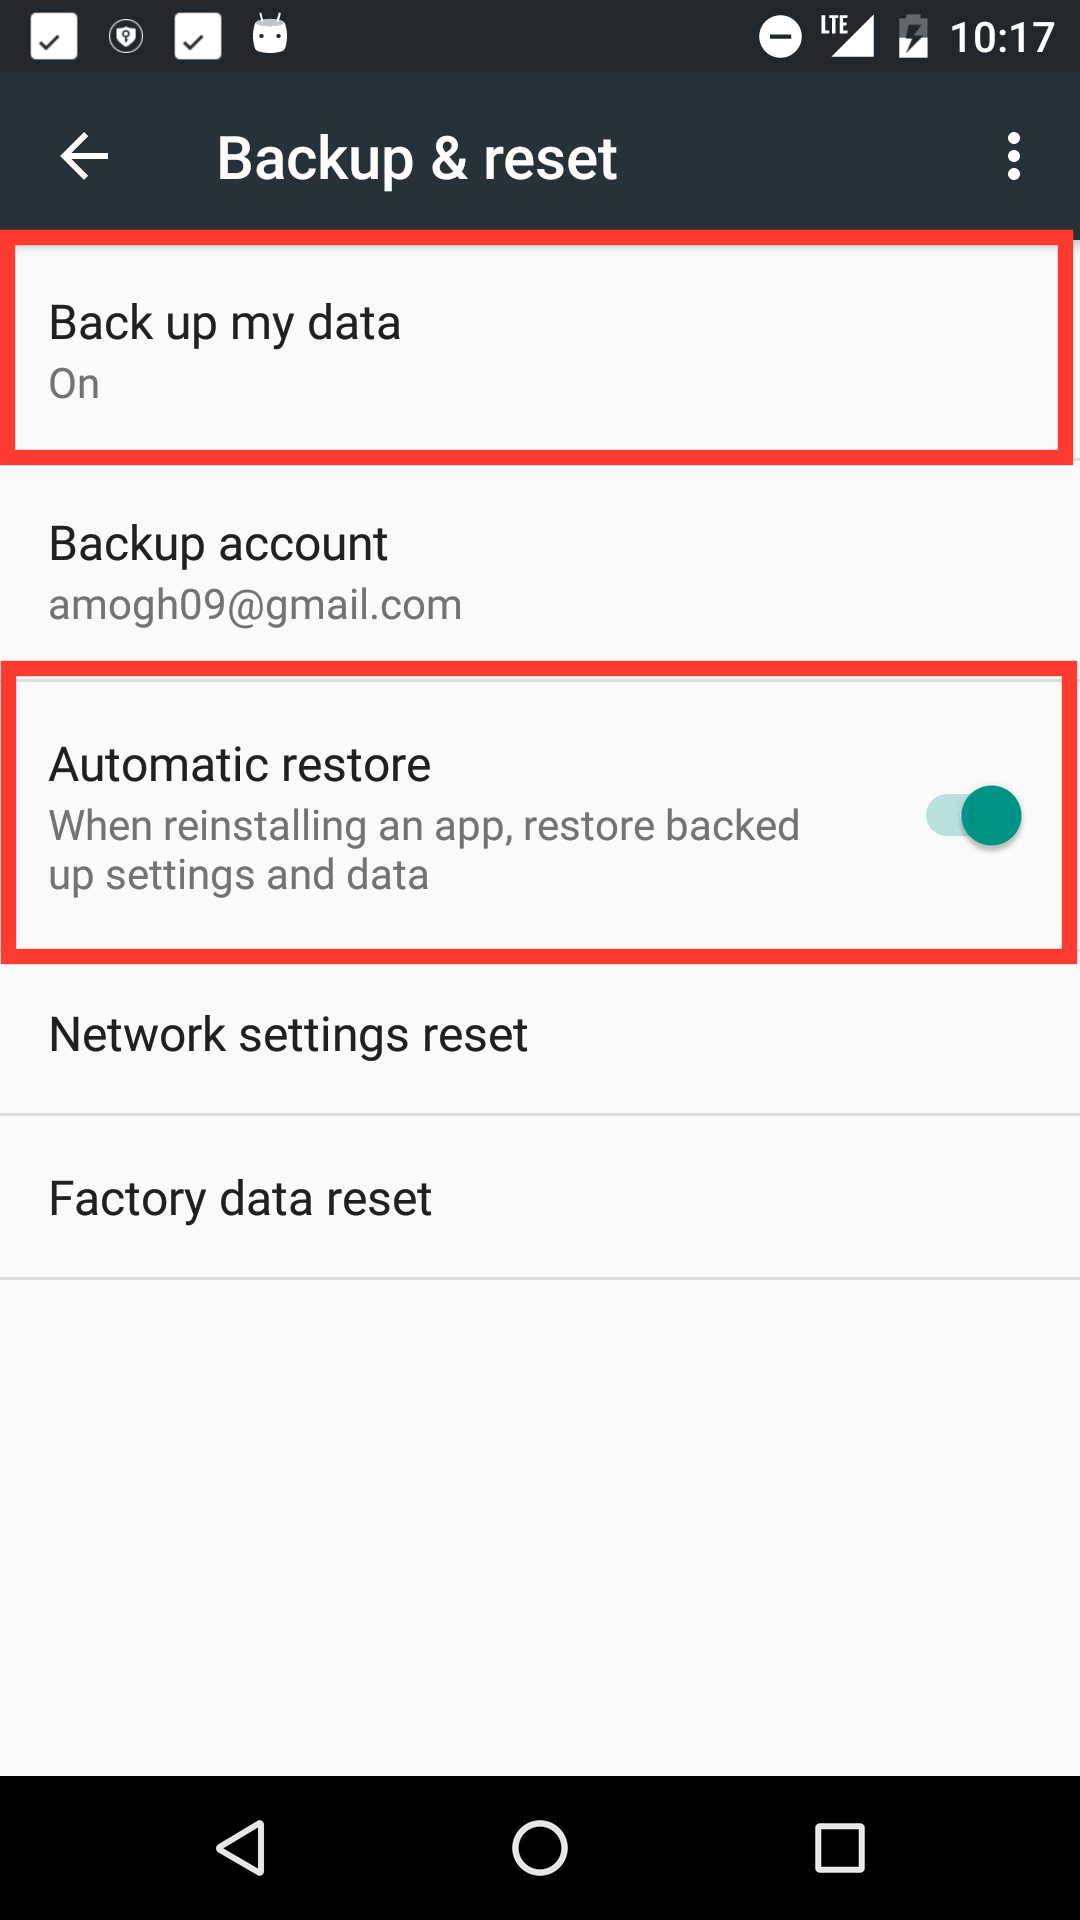 LTE 10:17
Backup & reset
Back up my data
On
Backup account
amogh09@gmail.com
Automatic restore
When reinstalling an app, restore backed
up settings and data
Network settings reset
Factory data reset